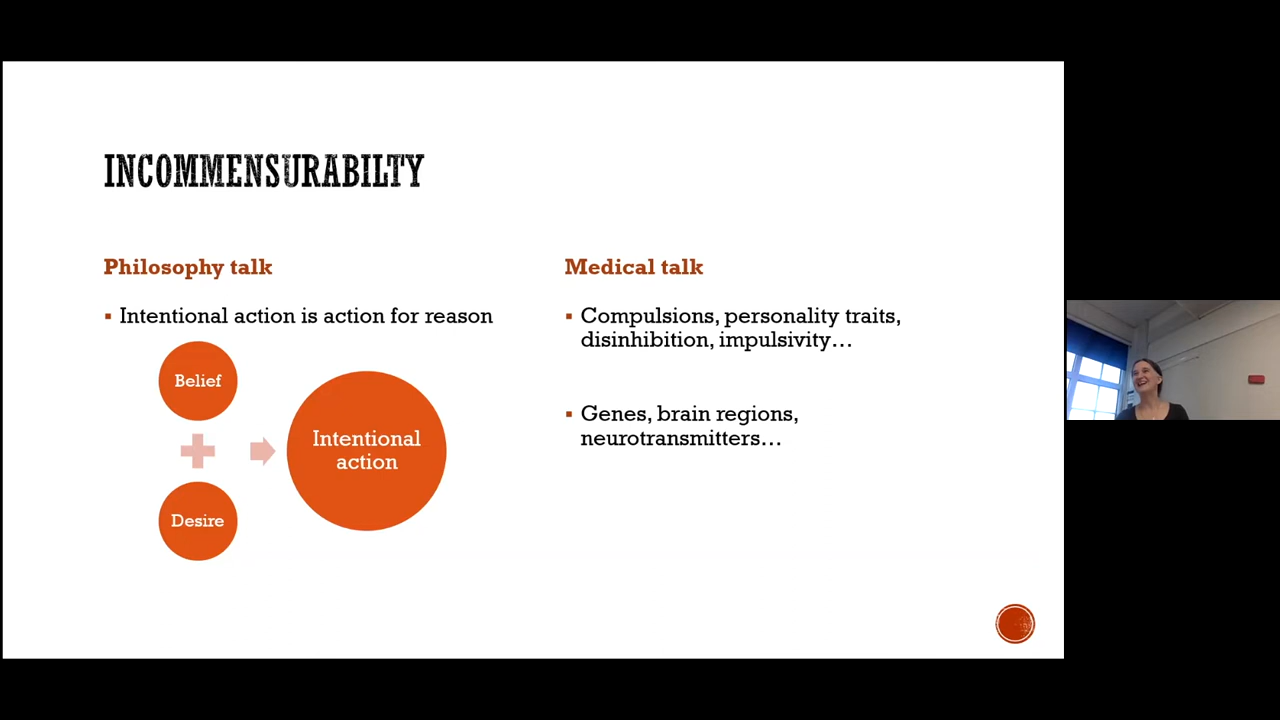 INCOMMENSURABILTY
Philosophy talk
▪ Intentional action is action for reason
Belief
Desire
Intentional
action
Medical talk
▪ Compulsions, personality traits,
disinhibition, impulsivity…
▪ Genes, brain regions,
neurotransmitters…